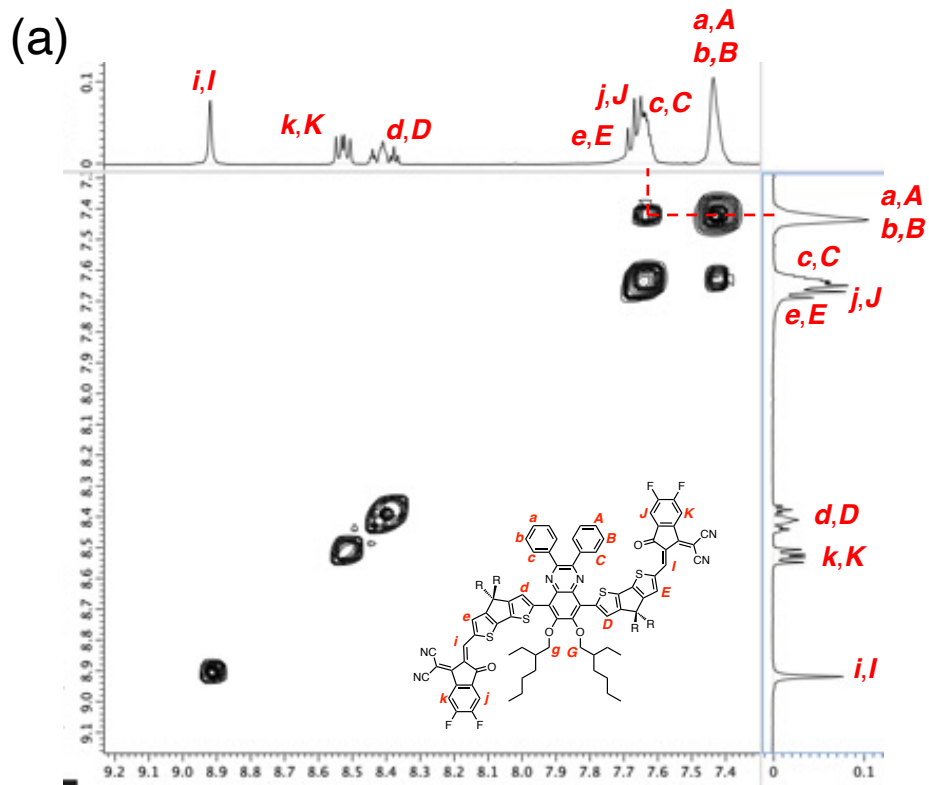 (a)
a,A
b,B
i,I
j,J
c,C
k,K
d,D
e,E
0.1
0
7.3
7.4
7.5
7.6
7.7
7.8
7.9
8.0
8.1
8.2
8.3
8.4
8.5
8.6
8.7
8.8
8.9
9.0
9.1
a,A
b,B
c,C
j,J
e,E
d,D
k,K
i,I
F
F
J
K
a
A
b
B
c
C
O
CN
CN
I
N
N
S
E
R
R
d
S
e
S
S
D
R
R
i
O
O
g
G
CN
CN
O
k
j
F
F
9.2 9.1 9.0 8.9 8.8 8.7 8.6 8.5 8.4 8.3 8.2 8.1 8.0 7.9 7.8 7.7 7.6 7.5 7.4
0 0.1